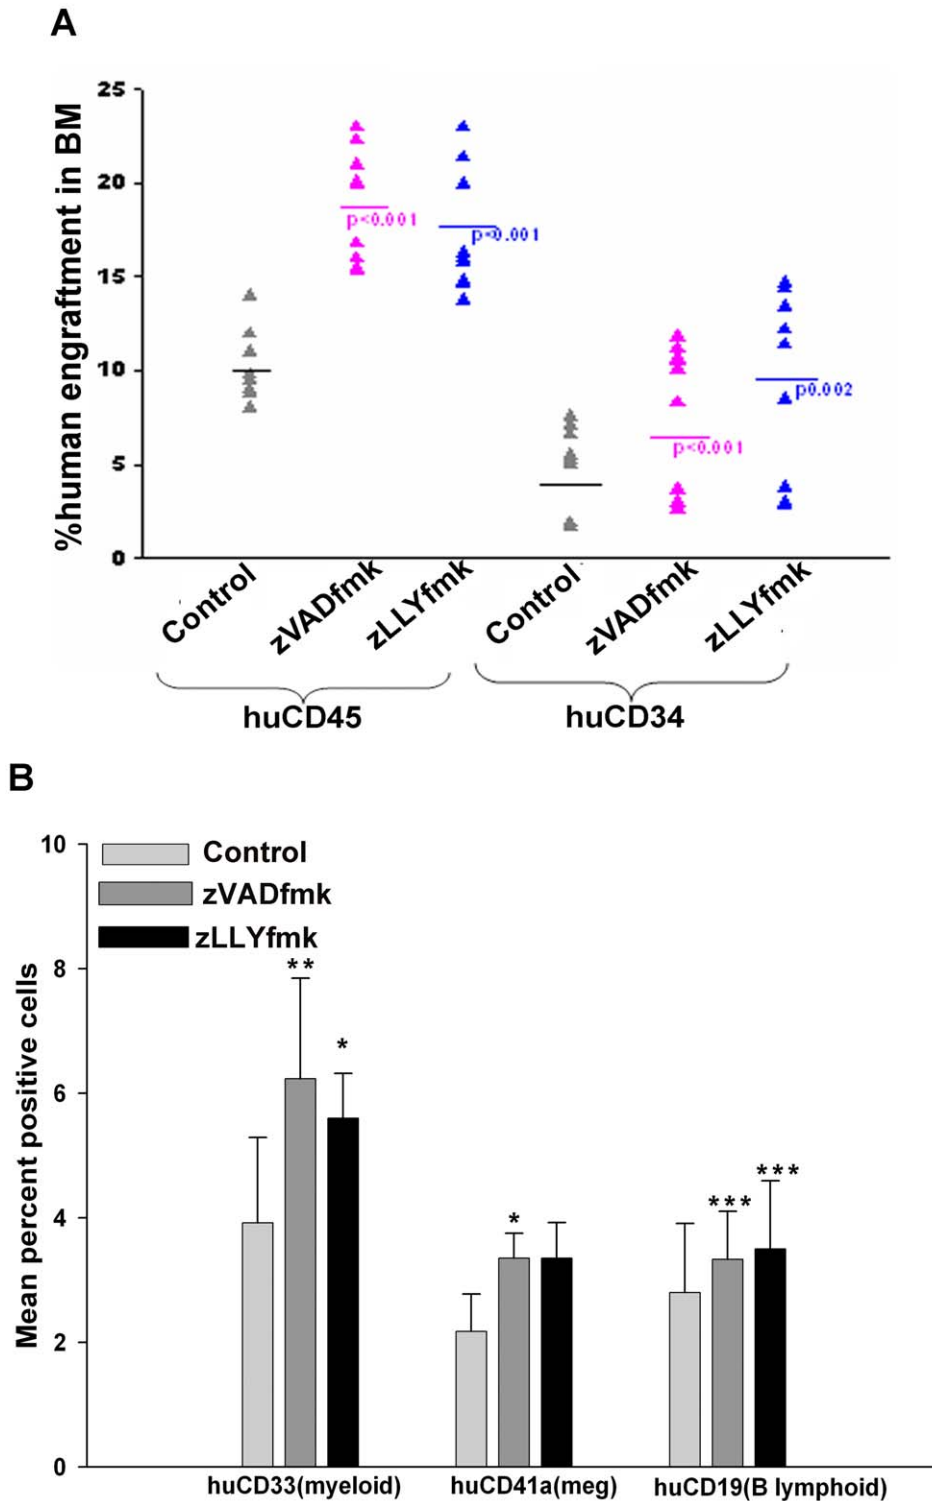 A
%human engraftment in BM
25
20
15
10
5
0
p<0.001
p<0.001
p<0.001
p0.002
Control
zVADfmk
zLLYfmk
Control
zVADfmk
zLLYfmk
huCD45
huCD34
B
Mean percent positive cells
10
8
6
4
2
0
Control
zVADfmk
zLLYfmk
**
*
*
***
***
huCD33(myeloid)
huCD41a(meg)
huCD19(B lymphoid)